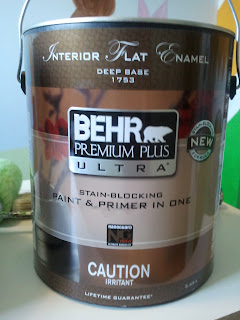 INTERIOR FLAT ENAMEL
DEEP BASE
1753
BEHR
PREMIUM PLUS
ULTRA
NEW
STAIN-BLOCKING
PAINT & PRIMER IN ONE
NANOGUARD
CAUTION
IRRITANT
LIFETIME GUARANTEE